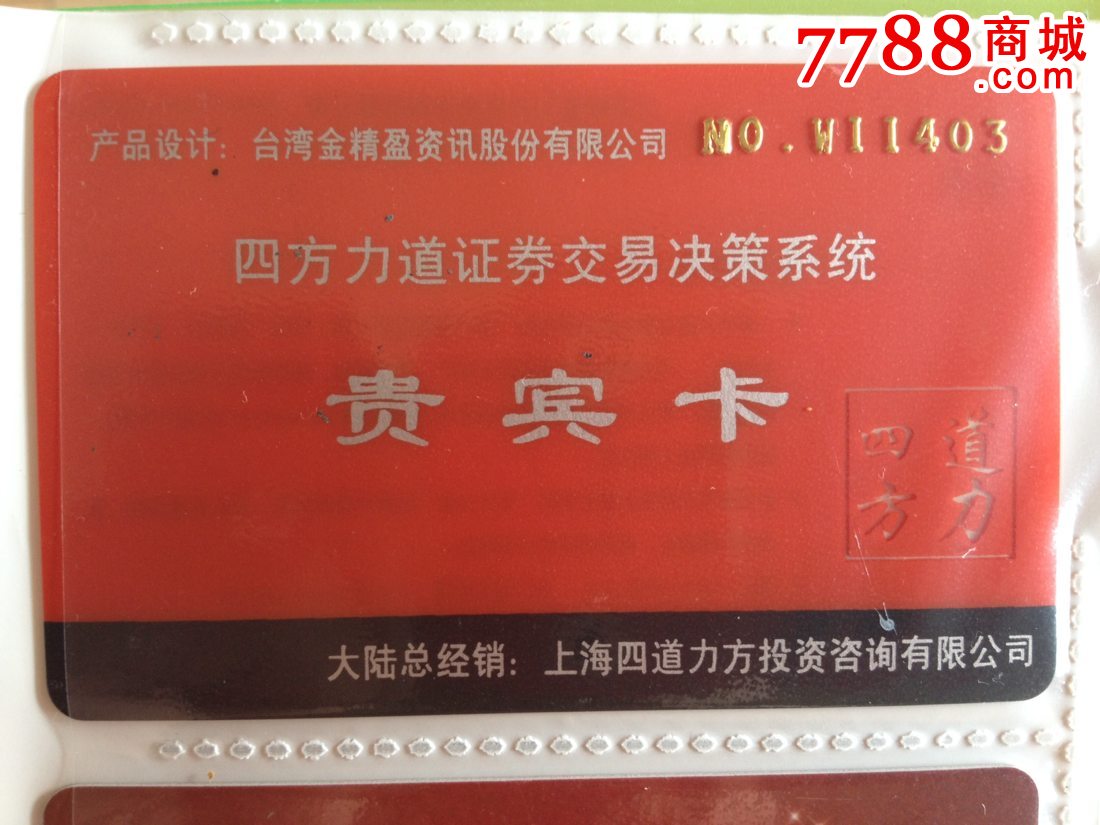 7788商城
.com
产品设计：台湾金精盈资讯股份有限公司 NO.W11403
四方力道证券交易决策系统
贵宾卡
四道
方力
大陆总经销：上海四道力方投资咨询有限公司